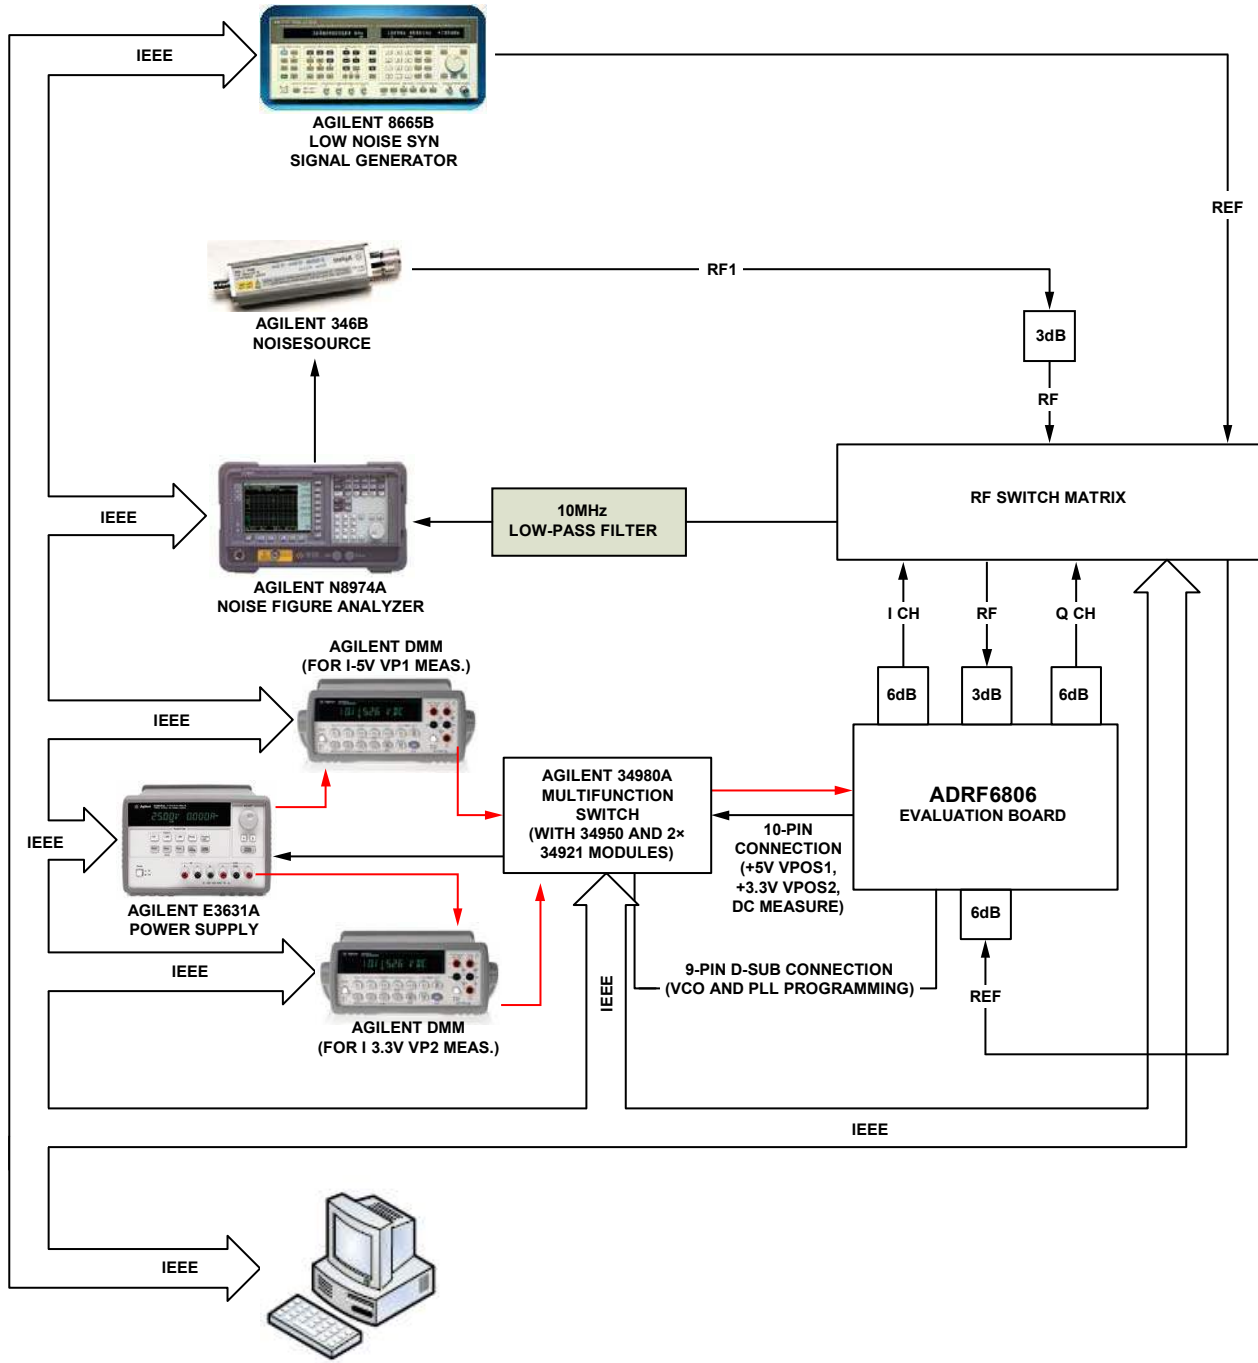 IEEE
AGILENT 8665B
LOW NOISE SYN
SIGNAL GENERATOR
REF
RF1
AGILENT 346B
NOISESOURCE
3dB
RF
RF SWITCH MATRIX
IEEE
10MHz
LOW-PASS FILTER
AGILENT N8974A
NOISE FIGURE ANALYZER
I CH
RF
Q CH
AGILENT DMM
(FOR I-5V VP1 MEAS.)
6dB
3dB
6dB
IEEE
AGILENT 34980A
MULTIFUNCTION
SWITCH
(WITH 34950 AND 2×
34921 MODULES)
ADRF6806
EVALUATION BOARD
IEEE
10-PIN
CONNECTION
(+5V VPOS1,
+3.3V VPOS2,
DC MEASURE)
AGILENT E3631A
POWER SUPPLY
6dB
IEEE
9-PIN D-SUB CONNECTION
(VCO AND PLL PROGRAMMING)
IEEE
REF
AGILENT DMM
(FOR I 3.3V VP2 MEAS.)
IEEE
IEEE